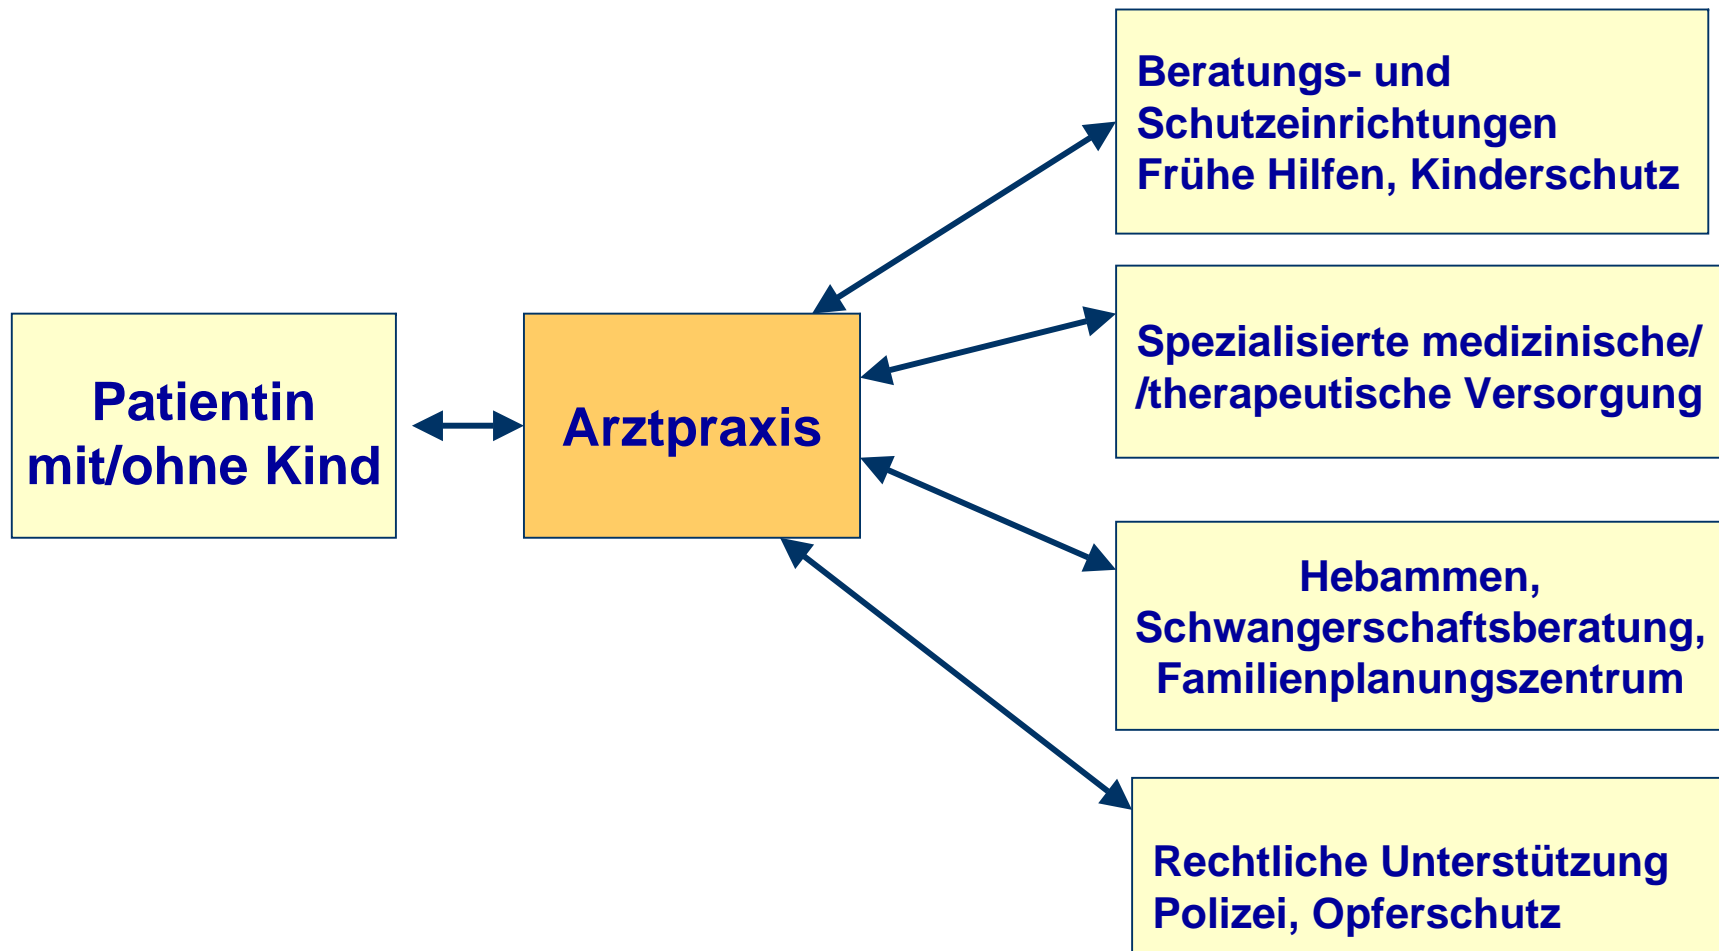 Patientin
mit/ohne Kind
Arztpraxis
Beratungs- und
Schutzeinrichtungen
Frühe Hilfen, Kinderschutz
Spezialisierte medizinische/
/therapeutische Versorgung
Hebammen,
Schwangerschaftsberatung,
Familienplanungszentrum
Rechtliche Unterstützung
Polizei, Opferschutz